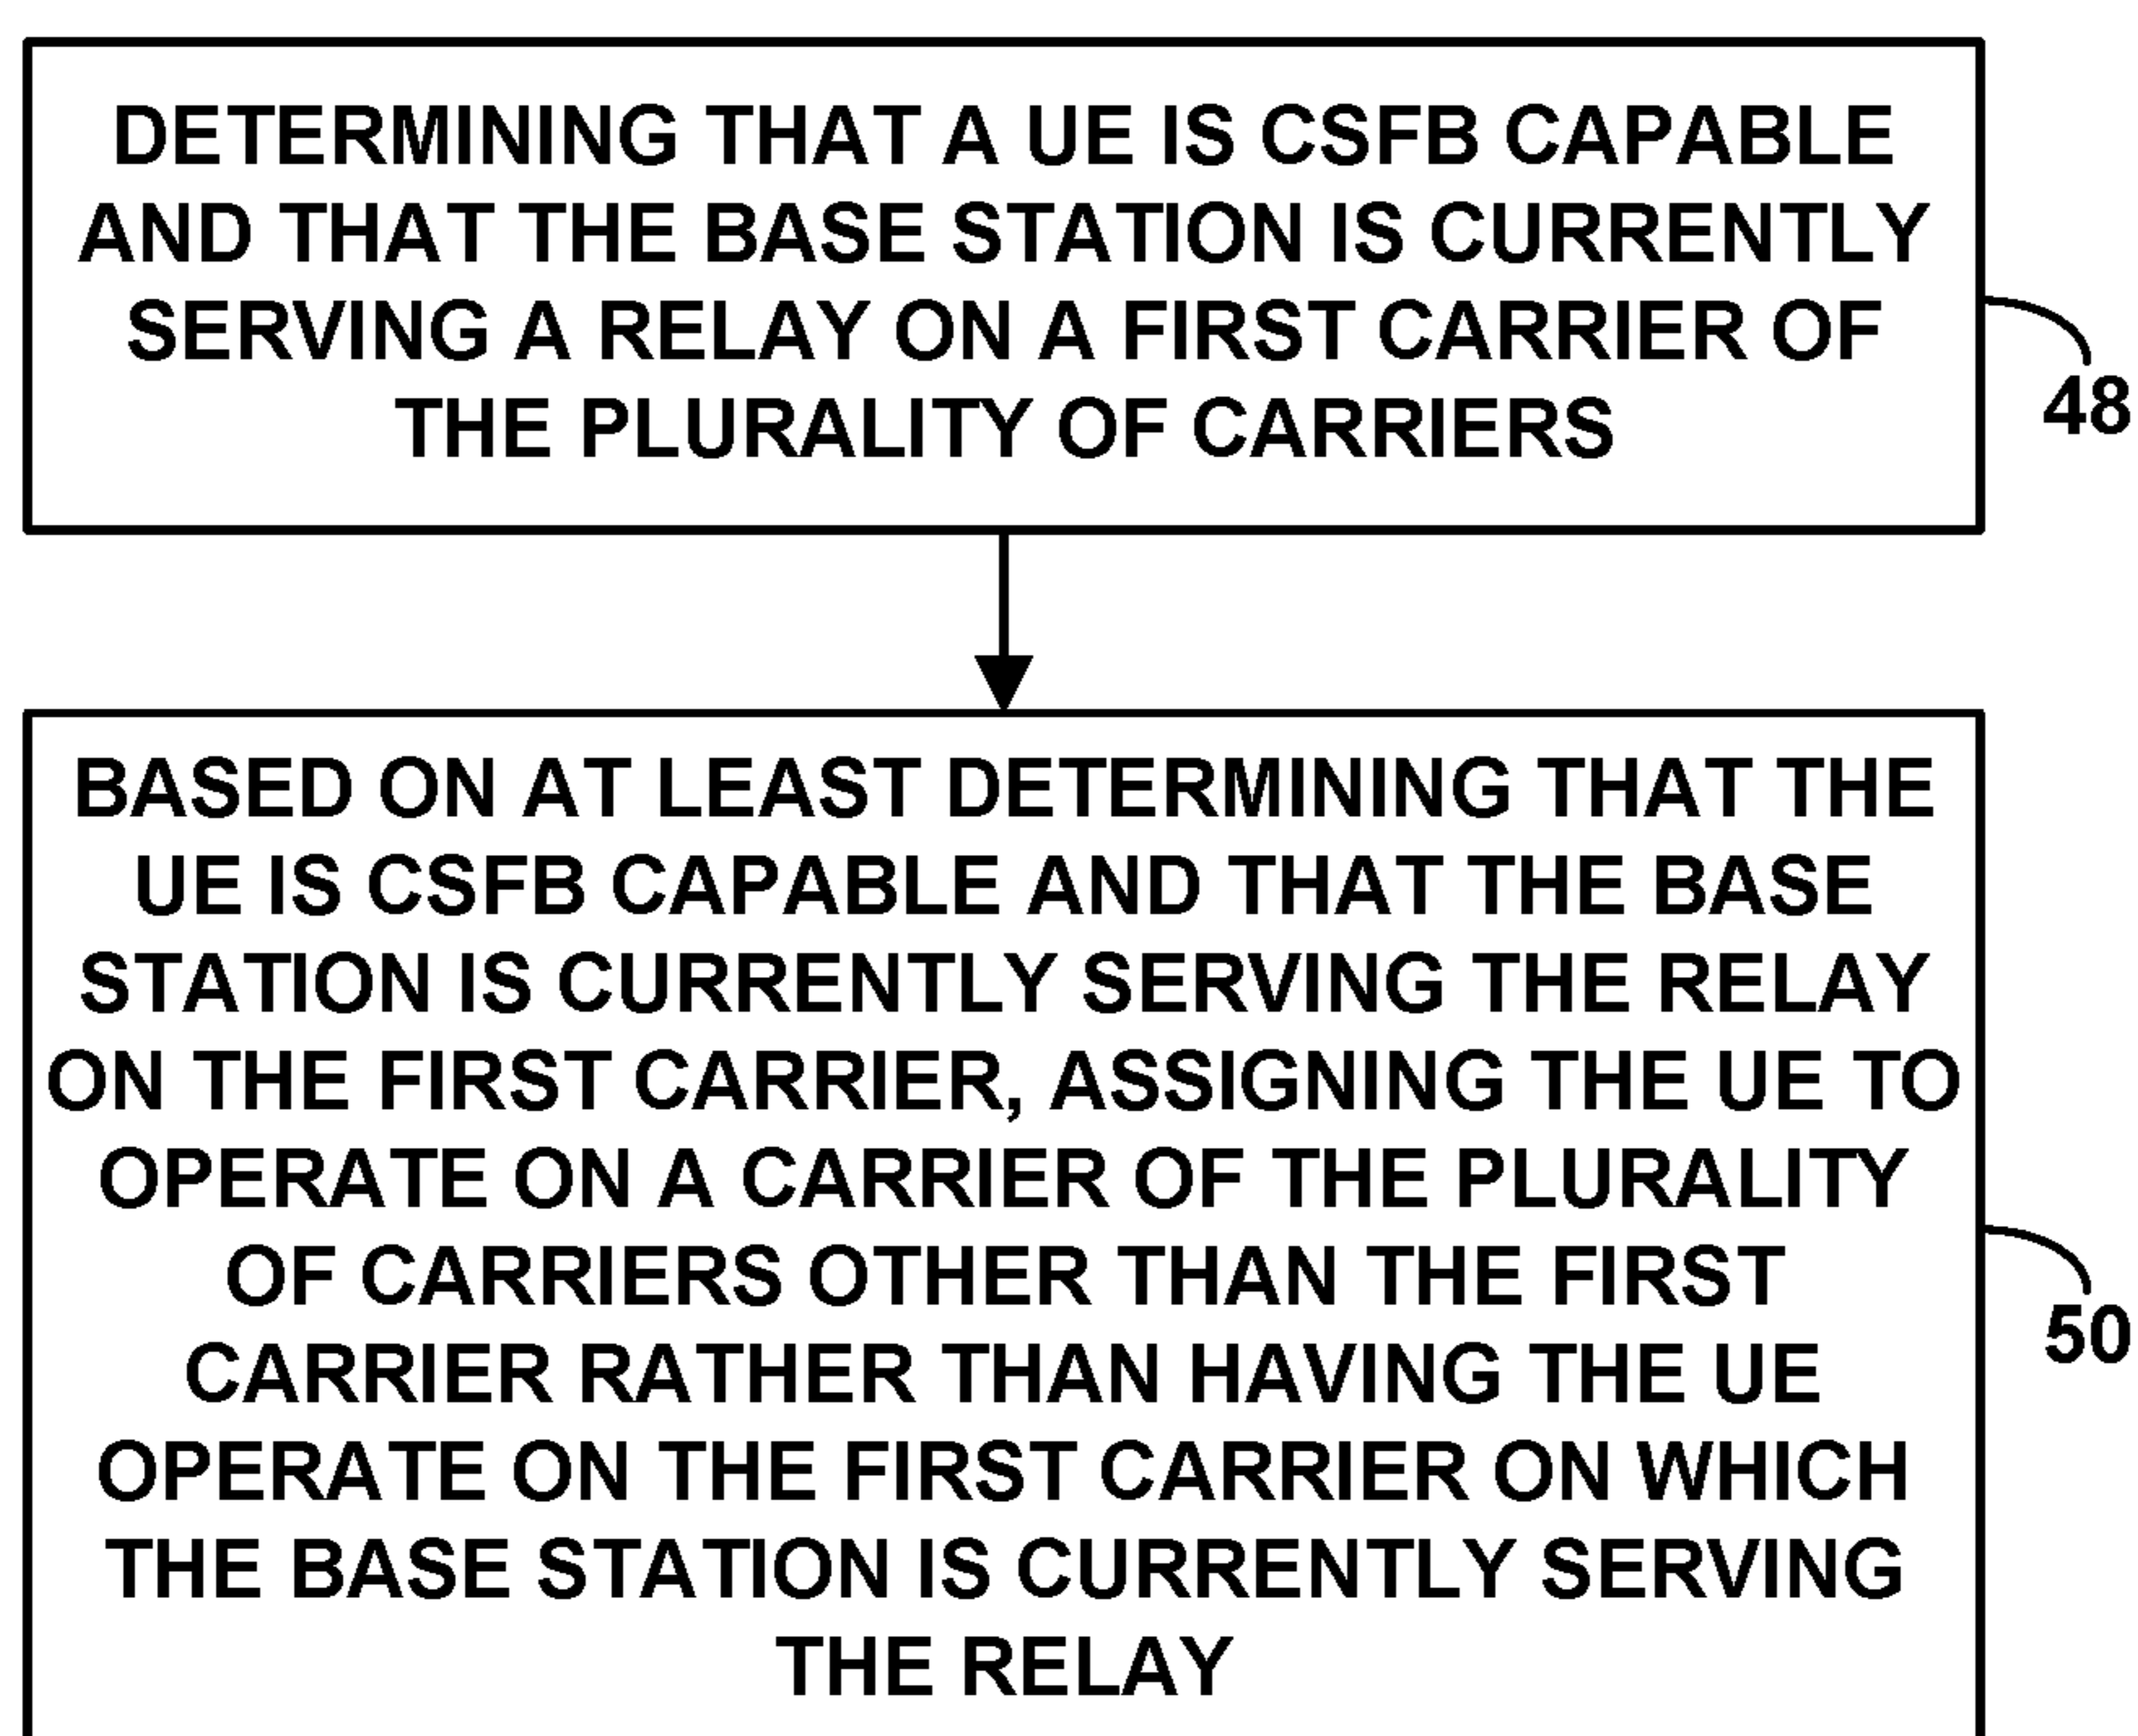 DETERMINING THAT A UE IS CSFB CAPABLE
AND THAT THE BASE STATION IS CURRENTLY
SERVING A RELAY ON A FIRST CARRIER OF
THE PLURALITY OF CARRIERS
48
BASED ON AT LEAST DETERMINING THAT THE
UE IS CSFB CAPABLE AND THAT THE BASE
STATION IS CURRENTLY SERVING THE RELAY
ON THE FIRST CARRIER, ASSIGNING THE UE TO
OPERATE ON A CARRIER OF THE PLURALITY
OF CARRIERS OTHER THAN THE FIRST
CARRIER RATHER THAN HAVING THE UE
OPERATE ON THE FIRST CARRIER ON WHICH
THE BASE STATION IS CURRENTLY SERVING
THE RELAY
50